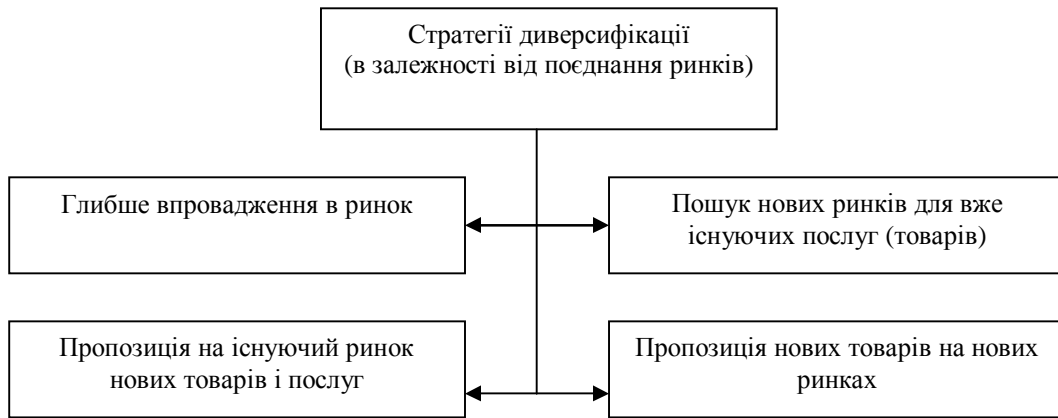 Стратегії диверсифікації
(в залежності від поєднання ринків)
Глибше впровадження в ринок
Пошук нових ринків для вже
існуючих послуг (товарів)
Пропозиція на існуючий ринок
нових товарів і послуг
Пропозиція нових товарів на нових
ринках